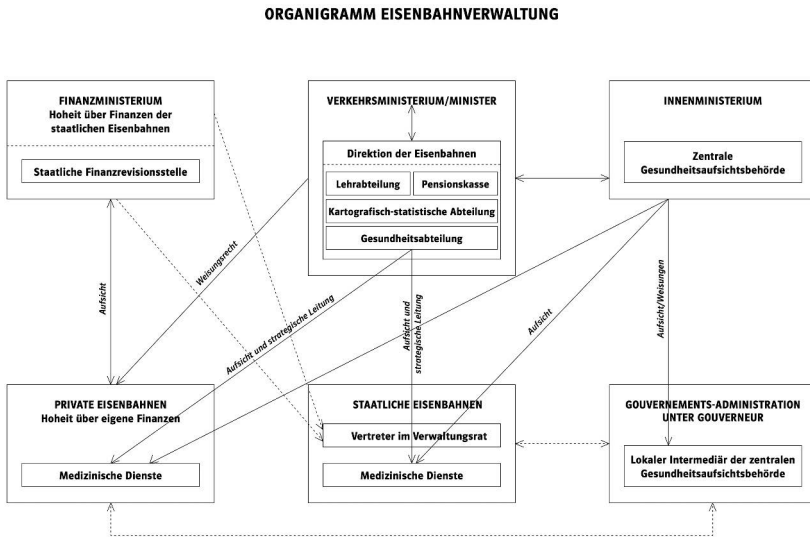 ORGANIGRAMM EISENBAHNVERWALTUNG
FINANZMINISTERIUM
Hoheit über Finanzen der
staatlichen Eisenbahnen
Staatliche Finanzrevisionsstelle
VERKEHRSMINISTERIUM/MINISTER
Direktion der Eisenbahnen
Lehrabteilung
Pensionskasse
Kartografisch-statistische Abteilung
Gesundheitsabteilung
INNENMINISTERIUM
Zentrale
Gesundheitsaufsichtsbehörde
Aufsicht
Weisungsrecht
Aufsicht und strategische Leitung
Aufsicht und
strategische Leitung
Aufsicht
Aufsicht/Weisungen
PRIVATE EISENBAHNEN
Hoheit über eigene Finanzen
Medizinische Dienste
STAATLICHE EISENBAHNEN
Vertreter im Verwaltungsrat
Medizinische Dienste
GOUVERNEMENTS-ADMINISTRATION
UNTER GOUVERNEUR
Lokaler Intermediär der zentralen
Gesundheitsaufsichtsbehörde